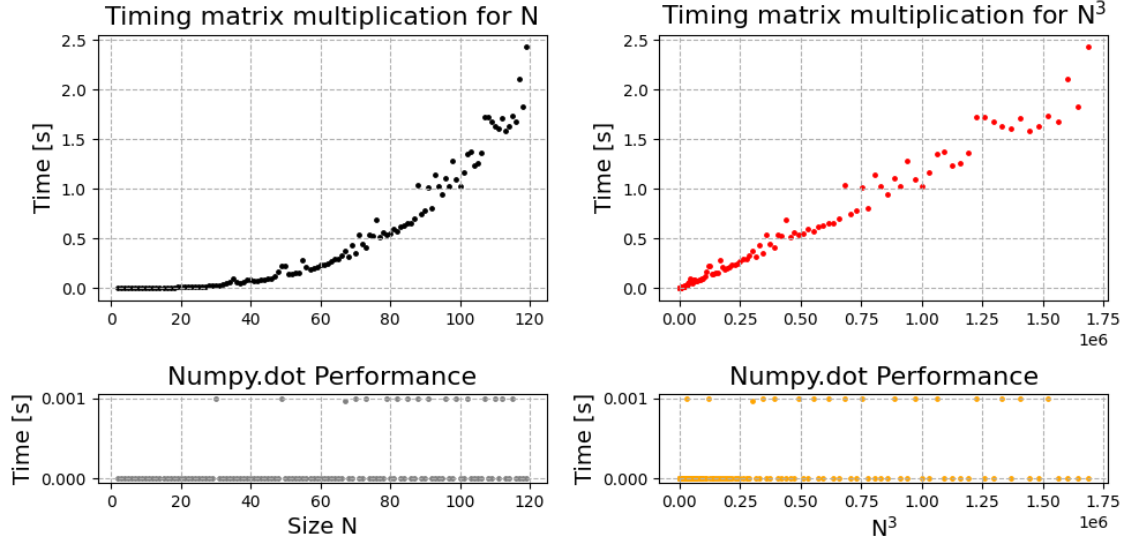 Timing matrix multiplication for N
Time [s]
2.5
2.0
1.5
1.0
0.5
0.0
0 20 40 60 80 100 120
Timing matrix multiplication for N³
Time [s]
2.5
2.0
1.5
1.0
0.5
0.0
0.00 0.25 0.50 0.75 1.00 1.25 1.50 1.75
1e6
Numpy.dot Performance
Time [s]
0.001
0.000
0 20 40 60 80 100 120
Size N
Numpy.dot Performance
Time [s]
0.001
0.000
0.00 0.25 0.50 0.75 1.00 1.25 1.50 1.75
1e6
N³